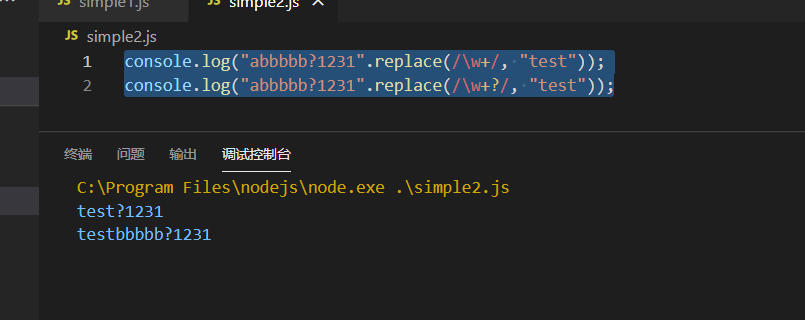 JS simple1.js JS simple2.js ×
JS simple2.js
1 console.log("abbbbbb?1231".replace(/\w+/, "test"));
2 console.log("abbbbbb?1231".replace(/\w+?/, "test"));
终端 问题 输出 调试控制台
C:\Program Files\nodejs\node.exe .\simple2.js
test?1231
testbbbbb?1231